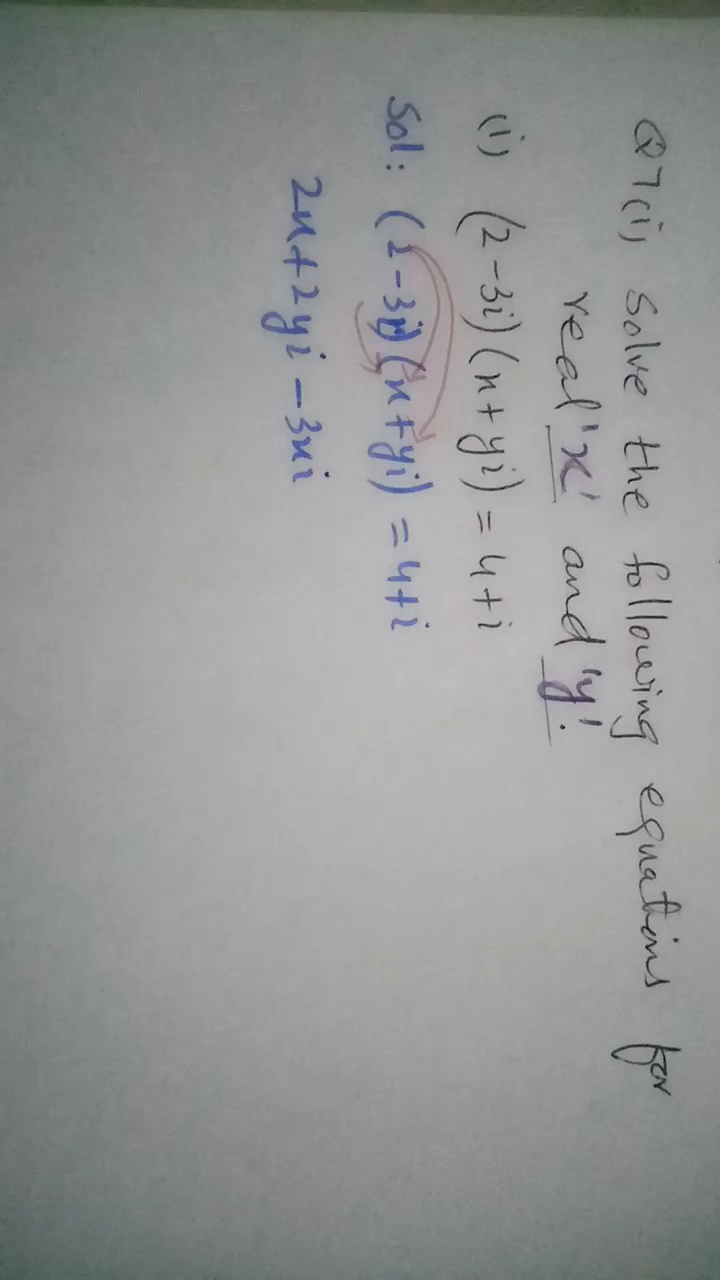 Q7(i) Solve the following equations for
real 'x' and 'y'.
(i) (2-3i)(x+yi) = 4+i
Sol: (2-3i)(x+yi) = 4+i
2x+2yi-3xi